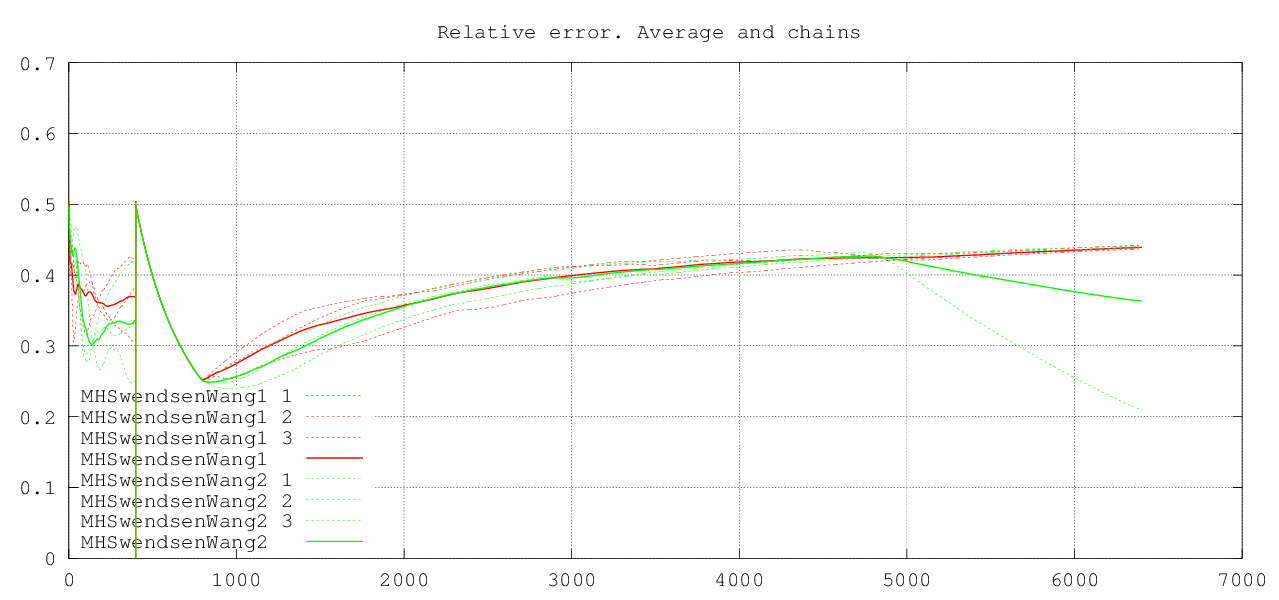 Relative error. Average and chains
0.7
0.6
0.5
0.4
0.3
0.2
0.1
0
MHSwendsenWang1 1
MHSwendsenWang1 2
MHSwendsenWang1 3
MHSwendsenWang1
MHSwendsenWang2 1
MHSwendsenWang2 2
MHSwendsenWang2 3
MHSwendsenWang2
0 1000 2000 3000 4000 5000 6000 7000